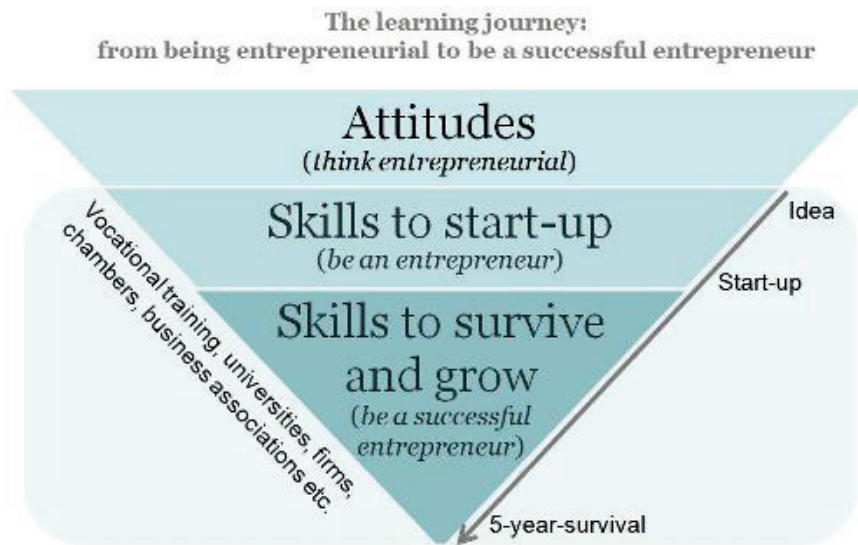 The learning journey:
from being entrepreneurial to be a successful entrepreneur
Attitudes
(think entrepreneurial)
Skills to start-up
(be an entrepreneur)
Skills to survive
and grow
(be a successful
entrepreneur)
Vocational training, universities, firms,
chambers, business associations etc.
Idea
Start-up
5-year-survival